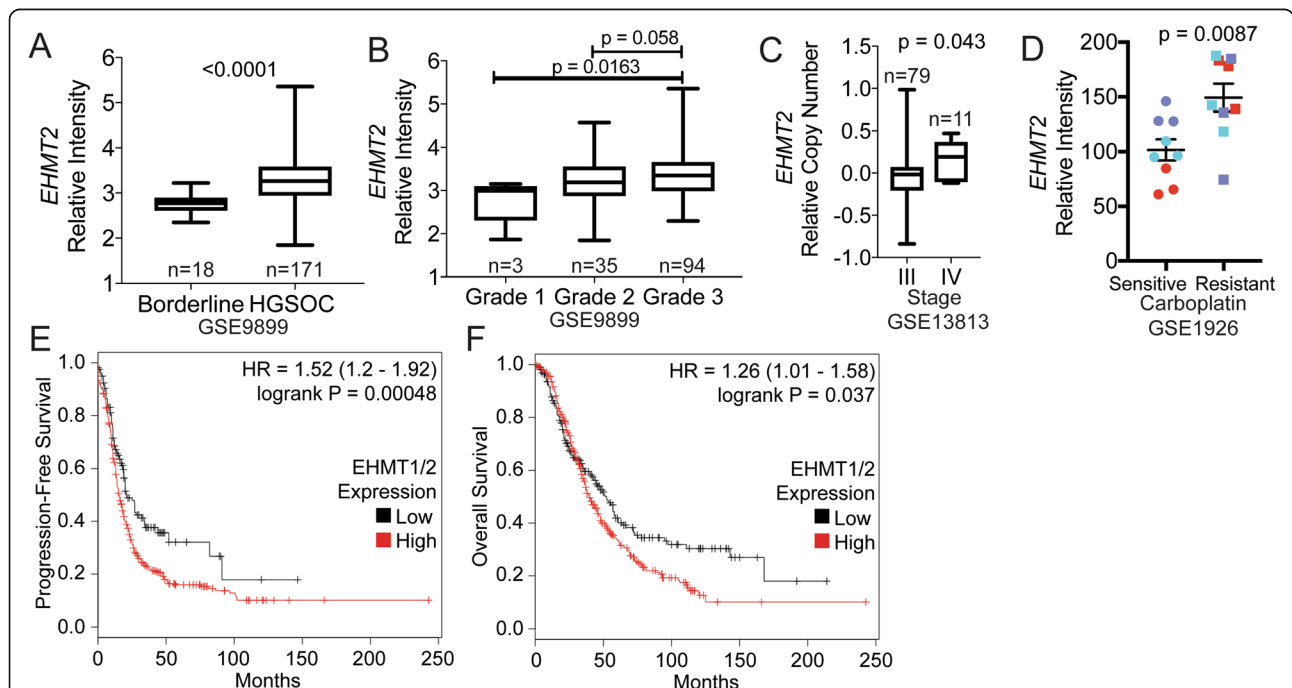 A
<0.0001
EHMT2
Relative Intensity
6
5
4
3
2
1
n=18
n=171
Borderline HGSOC
GSE9899
B
p = 0.058
p = 0.0163
EHMT2
Relative Intensity
6
5
4
3
2
1
n=3
n=35
n=94
Grade 1
Grade 2
Grade 3
GSE9899
C
p = 0.043
n=79
n=11
EHMT2
Relative Copy Number
1.5
1.0
0.5
0.0
-0.5
-1.0
III
IV
Stage
GSE13813
D
p = 0.0087
EHMT2
Relative Intensity
200
150
100
50
0
Sensitive
Resistant
Carboplatin
GSE1926
E
HR = 1.52 (1.2 - 1.92)
logrank P = 0.00048
EHMT1/2
Expression
Low
High
Progression-Free Survival
1.0
0.8
0.6
0.4
0.2
0.0
0
50
100
150
200
250
Months
F
HR = 1.26 (1.01 - 1.58)
logrank P = 0.037
EHMT1/2
Expression
Low
High
Overall Survival
1.0
0.8
0.6
0.4
0.2
0.0
0
50
100
150
200
250
Months